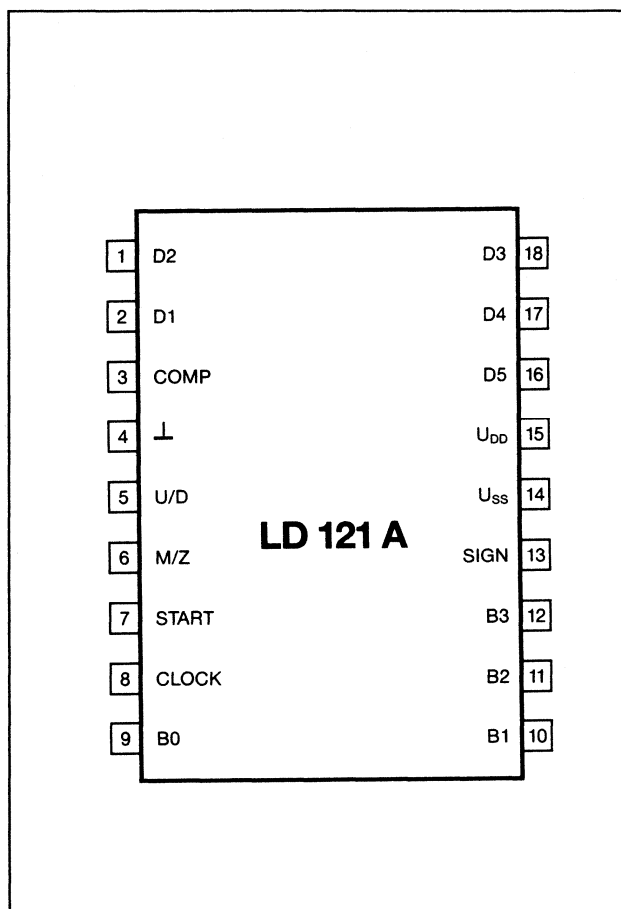 1 D2 D3 18
2 D1 D4 17
3 COMP D5 16
4 ⊥ U_DD 15
5 U/D U_SS 14
LD 121 A
6 M/Z SIGN 13
7 START B3 12
8 CLOCK B2 11
9 B0 B1 10